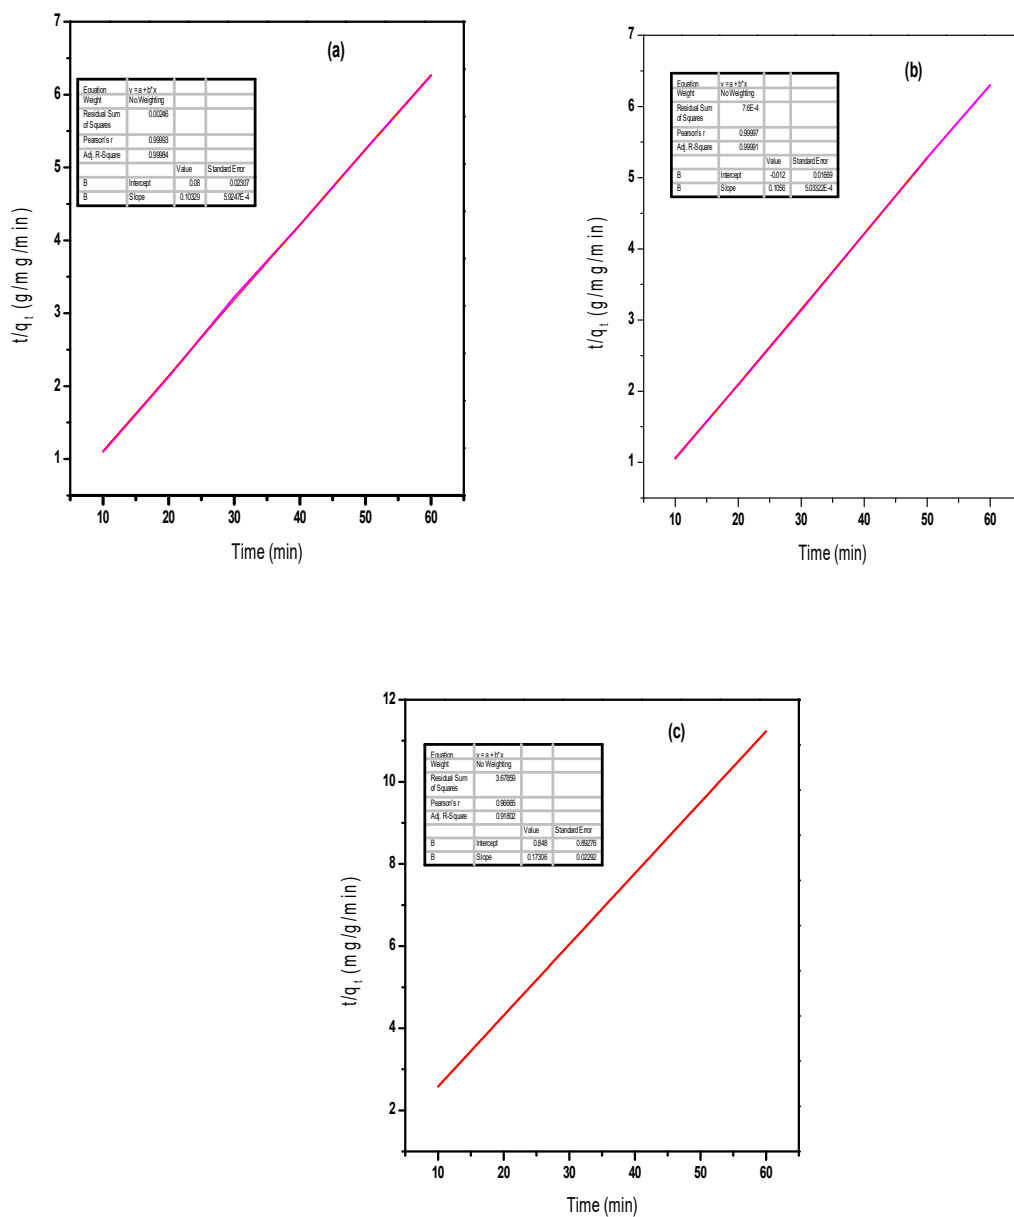 (a)
7
6
5
4
3
2
1
t/qt (g/mg/min)
Equation y = a + b*x
Weight No Weighting
Residual Sum of Squares 0.00246
Pearson's r 0.99993
Adj. R-Square 0.99984
Value Standard Error
B Intercept 0.08 0.02307
B Slope 0.10329 5.9247E-4
10 20 30 40 50 60
Time (min)
(b)
7
6
5
4
3
2
1
t/qt (g/mg/min)
Equation y = a + b*x
Weight No Weighting
Residual Sum of Squares 7.6E-4
Pearson's r 0.99997
Adj. R-Square 0.99991
Value Standard Error
B Intercept -0.012 0.01669
B Slope 0.1056 5.03322E-4
10 20 30 40 50 60
Time (min)
(c)
12
10
8
6
4
2
t/qt (mg/g/min)
Equation y = a + b*x
Weight No Weighting
Residual Sum of Squares 3.67859
Pearson's r 0.96665
Adj. R-Square 0.91802
Value Standard Error
B Intercept 0.848 0.89276
B Slope 0.17306 0.02292
10 20 30 40 50 60
Time (min)